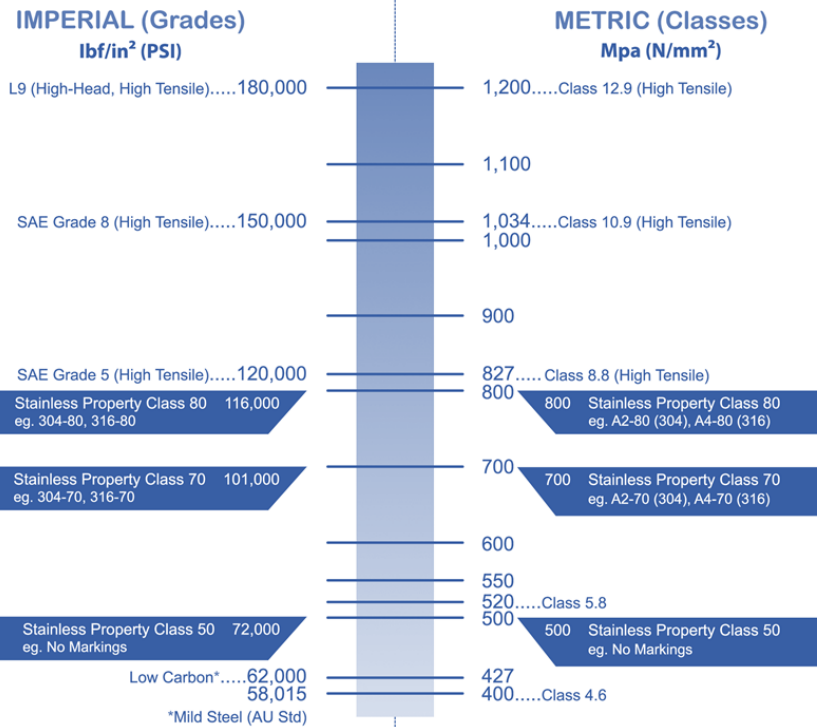 IMPERIAL (Grades)
lbf/in² (PSI)
L9 (High-Head, High Tensile).....180,000
SAE Grade 8 (High Tensile).....150,000
SAE Grade 5 (High Tensile).....120,000
Stainless Property Class 80 116,000
eg. 304-80, 316-80
Stainless Property Class 70 101,000
eg. 304-70, 316-70
Stainless Property Class 50 72,000
eg. No Markings
Low Carbon*.....62,000
58,015
*Mild Steel (AU Std)
METRIC (Classes)
Mpa (N/mm²)
1,200.....Class 12.9 (High Tensile)
1,100
1,034.....Class 10.9 (High Tensile)
1,000
900
827.....Class 8.8 (High Tensile)
800
800 Stainless Property Class 80
eg. A2-80 (304), A4-80 (316)
700
700 Stainless Property Class 70
eg. A2-70 (304), A4-70 (316)
600
550
520.....Class 5.8
500
500 Stainless Property Class 50
eg. No Markings
427
400.....Class 4.6